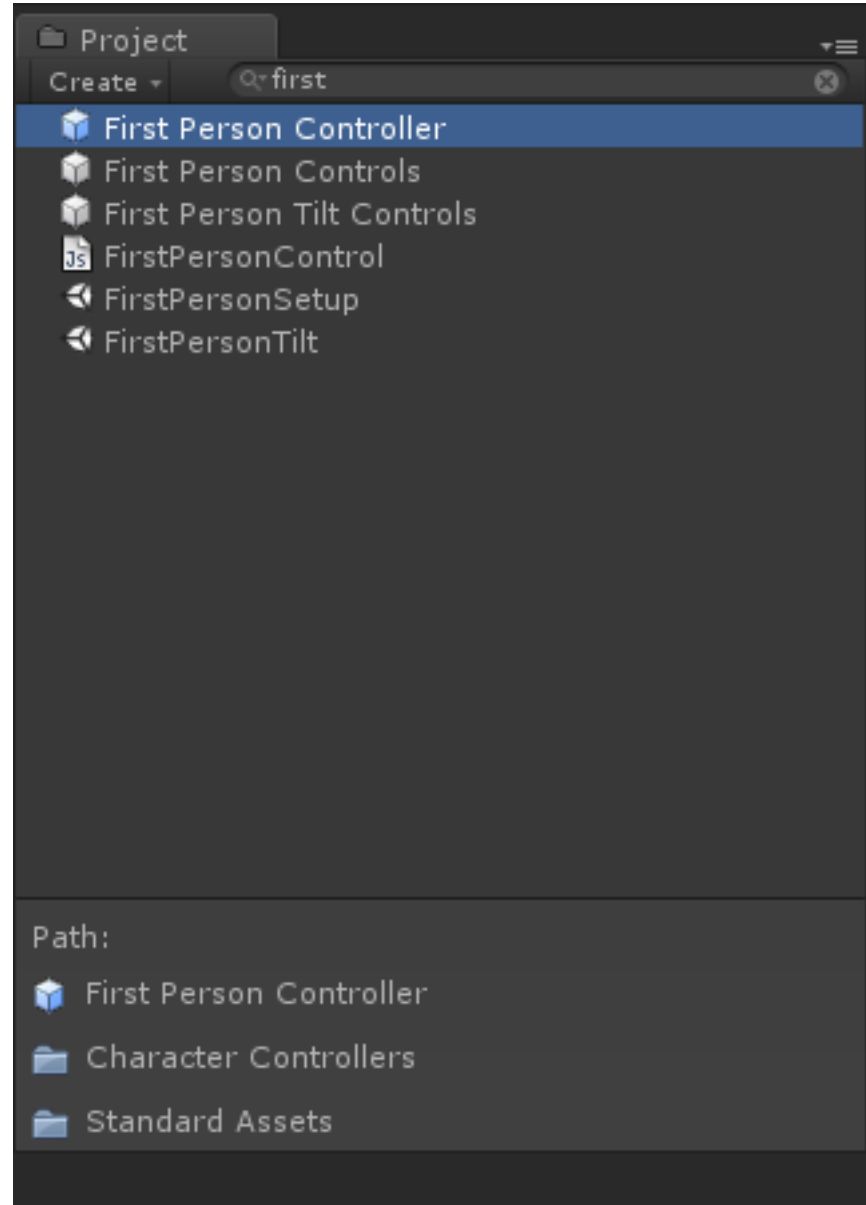 Project
Create first
First Person Controller
First Person Controls
First Person Tilt Controls
Js FirstPersonControl
FirstPersonSetup
FirstPersonTilt
Path:
First Person Controller
Character Controllers
Standard Assets